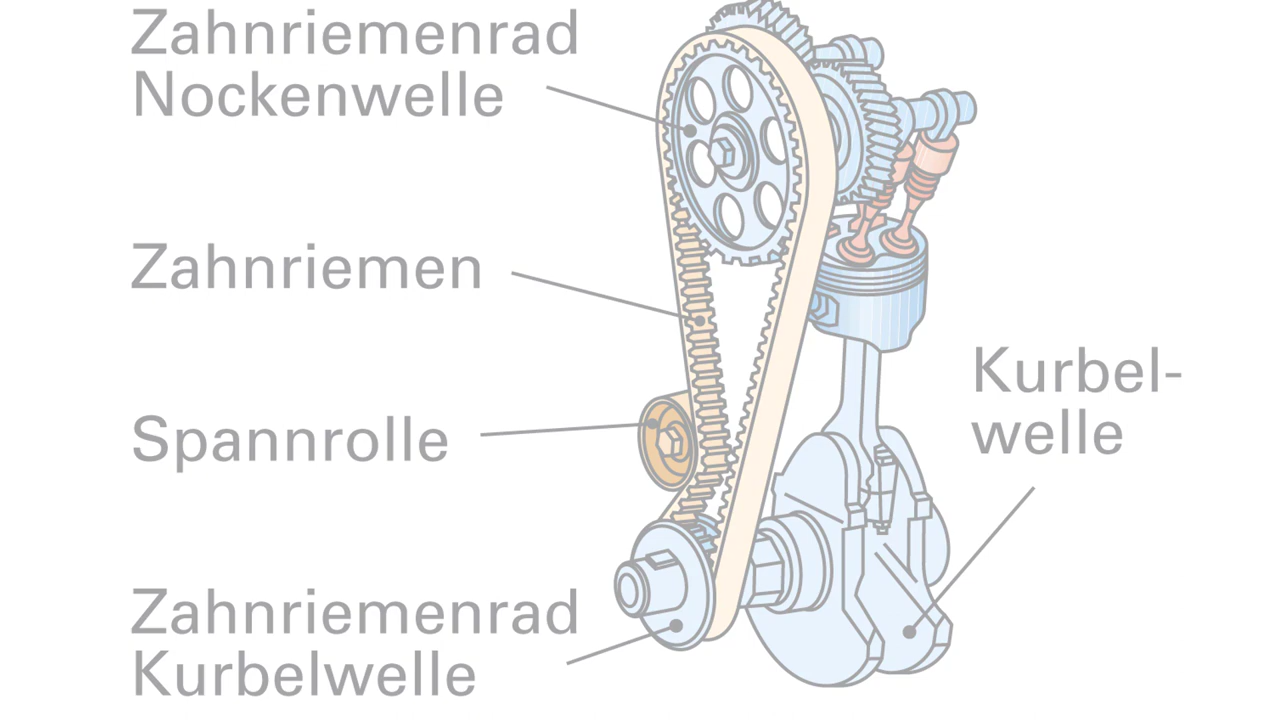 Zahnriemenrad
Nockenwelle
Zahnriemen
Spannrolle
Kurbel-
welle
Zahnriemenrad
Kurbelwelle